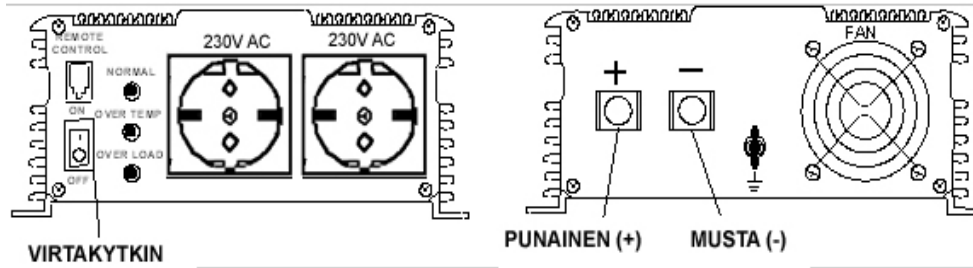 REMOTE
CONTROL
230V AC
230V AC
NORMAL
ON
OVER TEMP
OVER LOAD
OFF
VIRTAKYTKIN
FAN
+
−
PUNAINEN (+)
MUSTA (-)